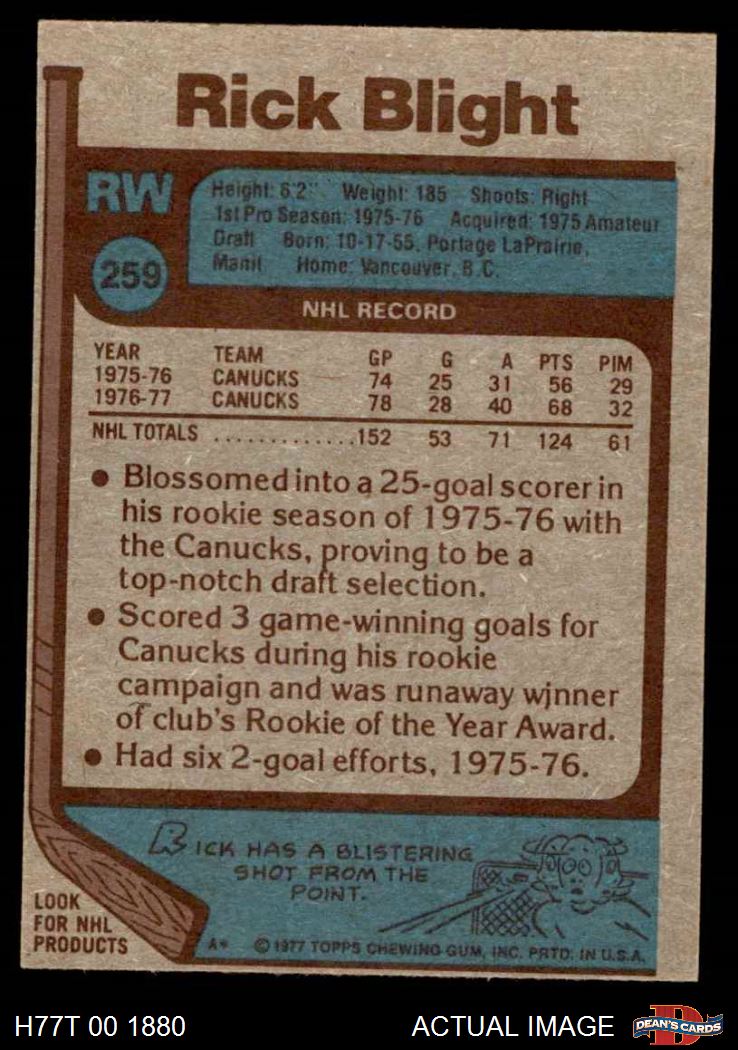 Rick Blight
RW
Height: 6'2" Weight: 185 Shoots: Right
1st Pro Season: 1975-76 Acquired: 1975 Amateur
Draft Born: 10-17-55, Portage LaPrairie,
Manit Home: Vancouver, B.C.
259
NHL RECORD
YEAR TEAM GP G A PTS PIM
1975-76 CANUCKS 74 25 31 56 29
1976-77 CANUCKS 78 28 40 68 32
NHL TOTALS .............152 53 71 124 61
● Blossomed into a 25-goal scorer in
his rookie season of 1975-76 with
the Canucks, proving to be a
top-notch draft selection.
● Scored 3 game-winning goals for
Canucks during his rookie
campaign and was runaway winner
of club's Rookie of the Year Award.
● Had six 2-goal efforts, 1975-76.
RICK HAS A BLISTERING
SHOT FROM THE
POINT.
LOOK
FOR NHL
PRODUCTS
A* © 1977 TOPPS CHEWING GUM, INC. PRTD. IN U.S.A.
H77T 00 1880
ACTUAL IMAGE
D
DEAN'S CARDS